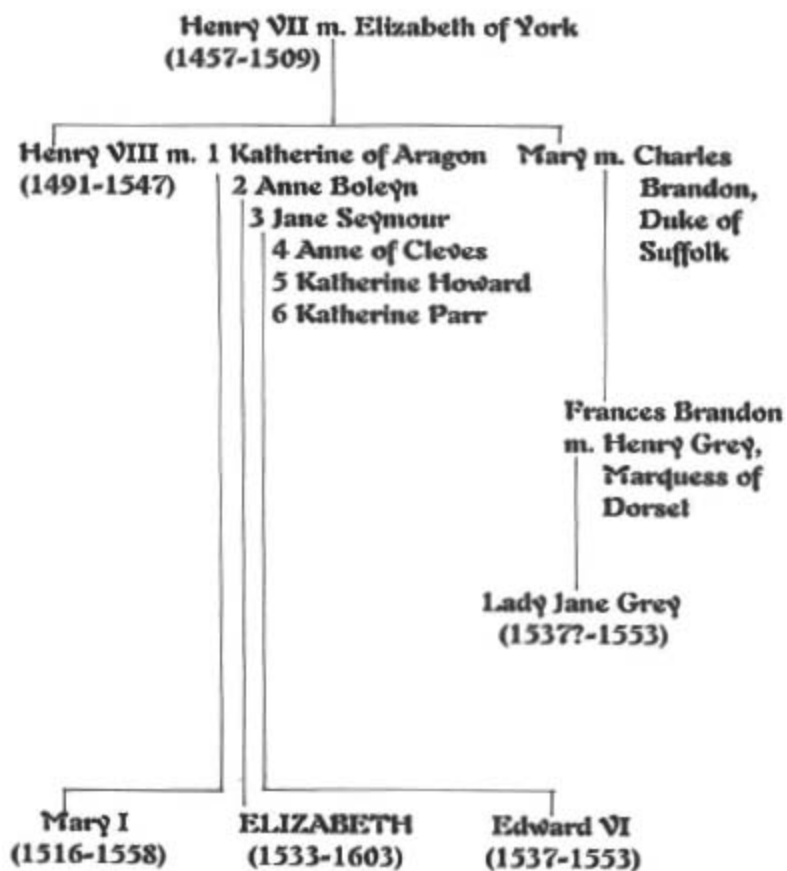 Henry VII m. Elizabeth of York
(1457-1509)
Henry VIII m. 1 Katherine of Aragon
(1491-1547)
2 Anne Boleyn
3 Jane Seymour
4 Anne of Cleves
5 Katherine Howard
6 Katherine Parr
Mary m. Charles
Brandon,
Duke of
Suffolk
Frances Brandon
m. Henry Grey,
Marquess of
Dorset
Lady Jane Grey
(1537?-1553)
Mary I
(1516-1558)
ELIZABETH
(1533-1603)
Edward VI
(1537-1553)